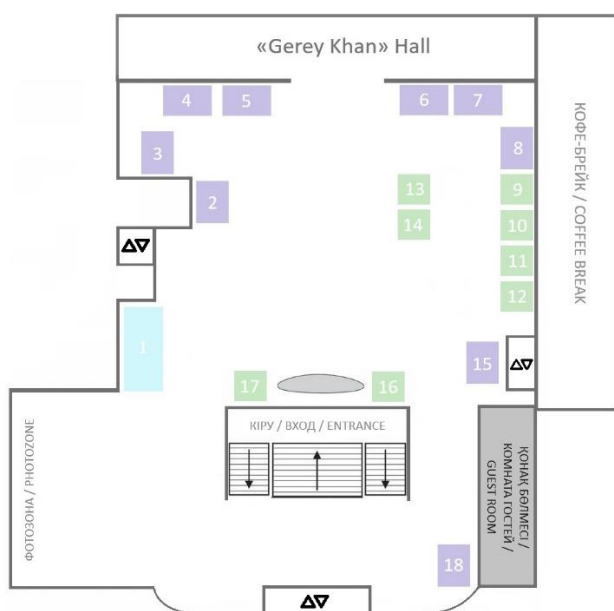 «Gerey Khan» Hall
4
5
6
7
3
8
2
13
9
14
10
11
12
1
15
17
16
КІРУ / ВХОД / ENTRANCE
18
КОФЕ-БРЕЙК / COFFEE BREAK
ФОТОЗОНА / PHOTOZONE
ҚОНАҚ БӨЛМЕСІ /
КОМНАТА ГОСТЕЙ /
GUEST ROOM